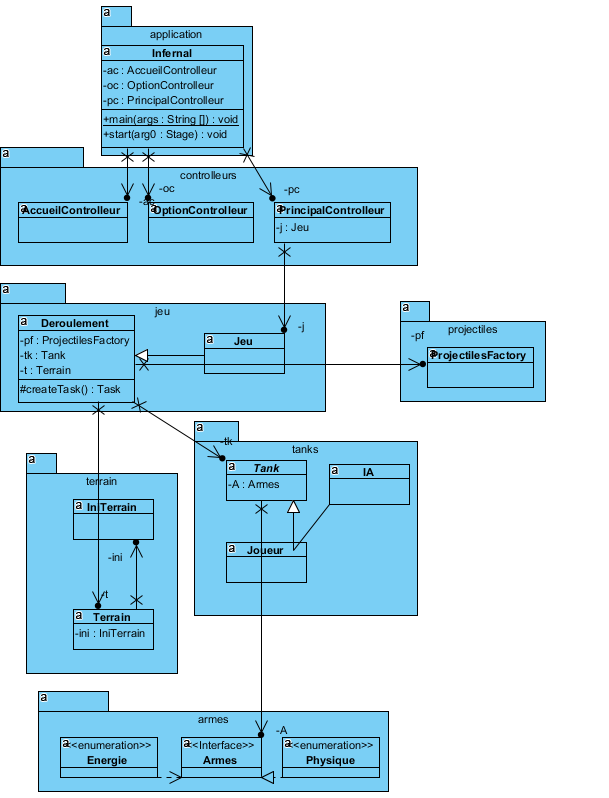 a
application
a
Infernal
-ac : AccueilControlleur
-oc : OptionControlleur
-pc : PrincipalControlleur
+main(args : String []) : void
+start(arg0 : Stage) : void
a
controlleurs
-oc
-pc
-ac
a
AccueilControlleur
a
OptionControlleur
a
PrincipalControlleur
-j : Jeu
a
jeu
a
Deroulement
-pf : ProjectilesFactory
-tk : Tank
-t : Terrain
#createTask() : Task
-j
a
Jeu
a
projectiles
-pf
a
ProjectilesFactory
a
tanks
-tk
a
Tank
-A : Armes
a
IA
a
Joueur
a
terrain
a
IniTerrain
-ini
-t
a
Terrain
-ini : IniTerrain
a
armes
-A
a
<<enumeration>>
Energie
a
<<Interface>>
Armes
a
<<enumeration>>
Physique